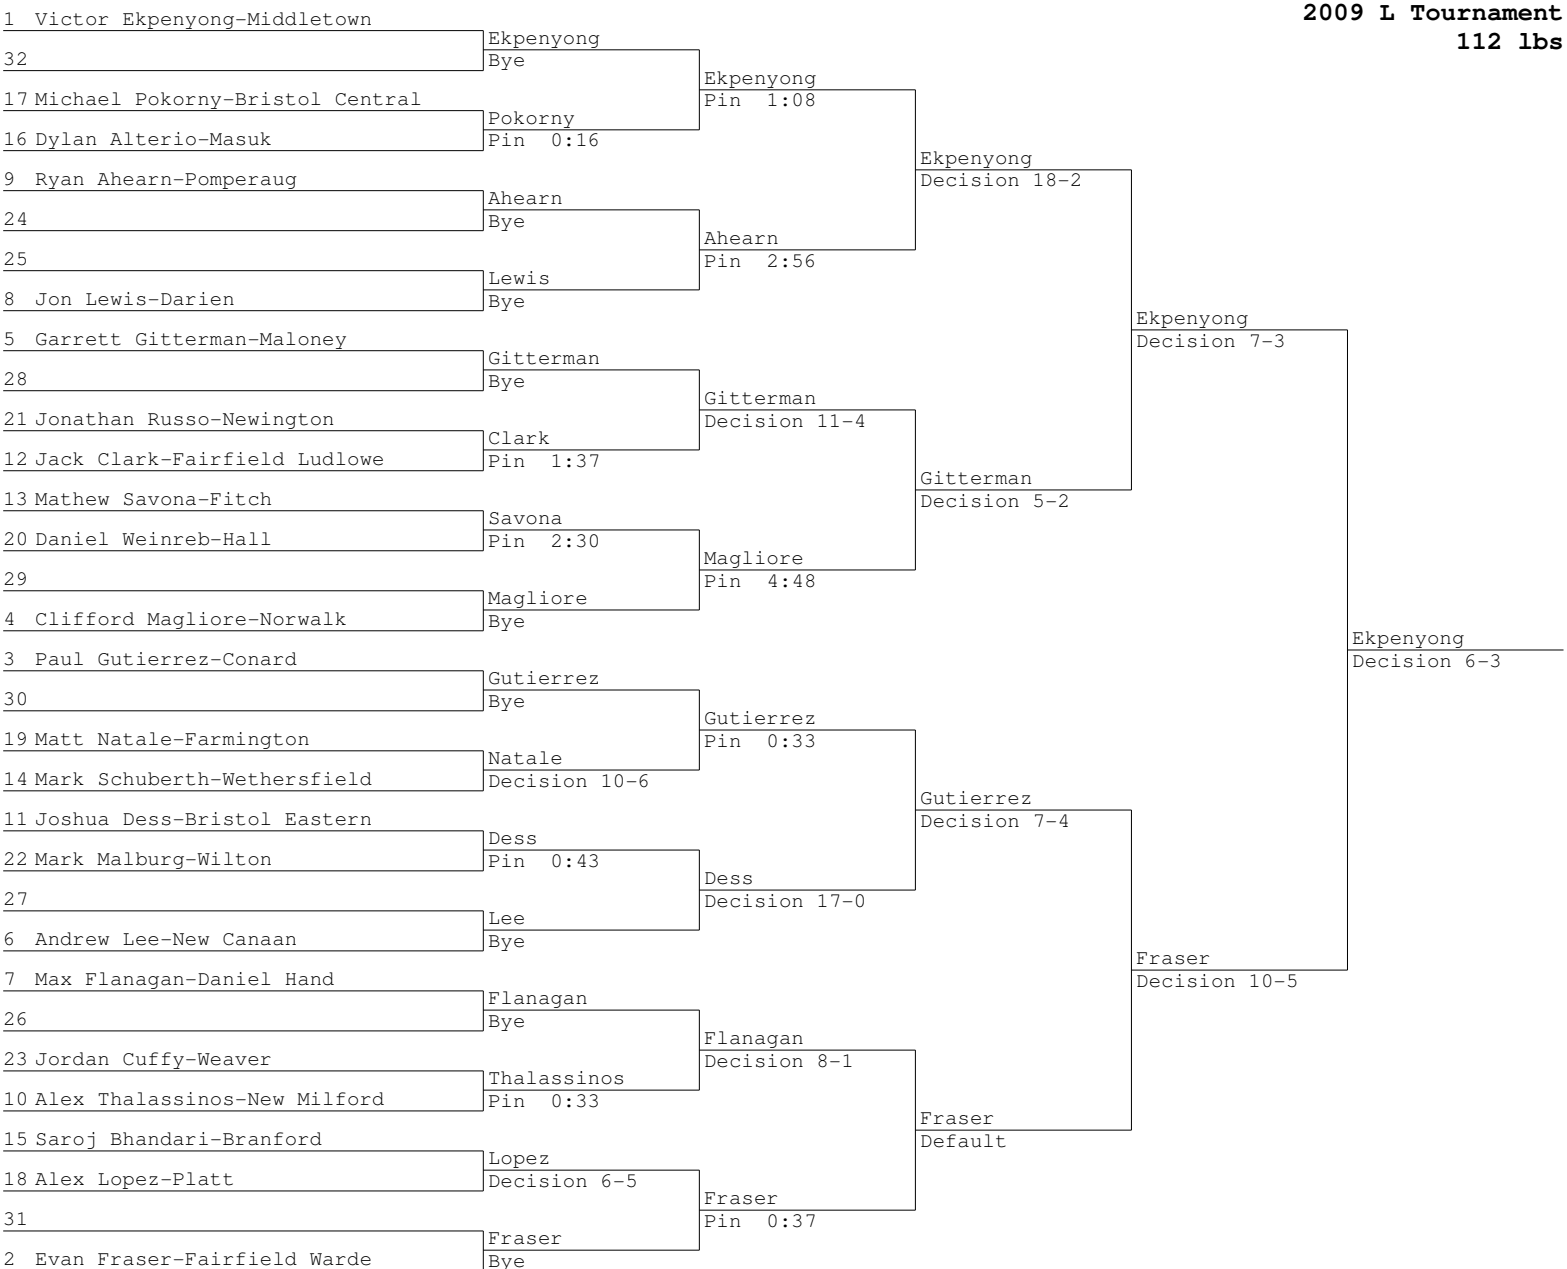 2009 L Tournament
112 lbs
1 Victor Ekpenyong-Middletown
32
17 Michael Pokorny-Bristol Central
16 Dylan Alterio-Masuk
9 Ryan Ahearn-Pomperaug
24
25
8 Jon Lewis-Darien
5 Garrett Gitterman-Maloney
28
21 Jonathan Russo-Newington
12 Jack Clark-Fairfield Ludlowe
13 Mathew Savona-Fitch
20 Daniel Weinreb-Hall
29
4 Clifford Magliore-Norwalk
3 Paul Gutierrez-Conard
30
19 Matt Natale-Farmington
14 Mark Schuberth-Wethersfield
11 Joshua Dess-Bristol Eastern
22 Mark Malburg-Wilton
27
6 Andrew Lee-New Canaan
7 Max Flanagan-Daniel Hand
26
23 Jordan Cuffy-Weaver
10 Alex Thalassinos-New Milford
15 Saroj Bhandari-Branford
18 Alex Lopez-Platt
31
2 Evan Fraser-Fairfield Warde
Ekpenyong
Bye
Pokorny
Pin 0:16
Ahearn
Bye
Lewis
Bye
Gitterman
Bye
Clark
Pin 1:37
Savona
Pin 2:30
Magliore
Bye
Gutierrez
Bye
Natale
Decision 10-6
Dess
Pin 0:43
Lee
Bye
Flanagan
Bye
Thalassinos
Pin 0:33
Lopez
Decision 6-5
Fraser
Bye
Ekpenyong
Pin 1:08
Ahearn
Pin 2:56
Gitterman
Decision 11-4
Magliore
Pin 4:48
Gutierrez
Pin 0:33
Dess
Decision 17-0
Flanagan
Decision 8-1
Fraser
Pin 0:37
Ekpenyong
Decision 18-2
Gitterman
Decision 5-2
Gutierrez
Decision 7-4
Fraser
Default
Ekpenyong
Decision 7-3
Fraser
Decision 10-5
Ekpenyong
Decision 6-3